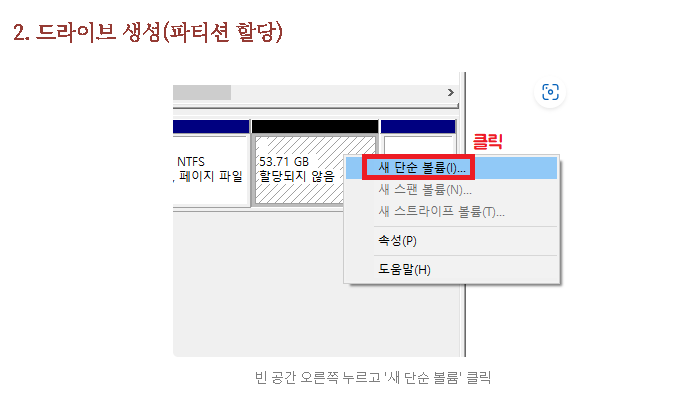 2. 드라이브 생성(파티션 할당)
클릭
NTFS
53.71 GB
, 페이지 파일
할당되지 않음
새 단순 볼륨(I)...
새 스팬 볼륨(N)...
새 스트라이프 볼륨(T)...
속성(P)
도움말(H)
빈 공간 오른쪽 누르고 '새 단순 볼륨' 클릭